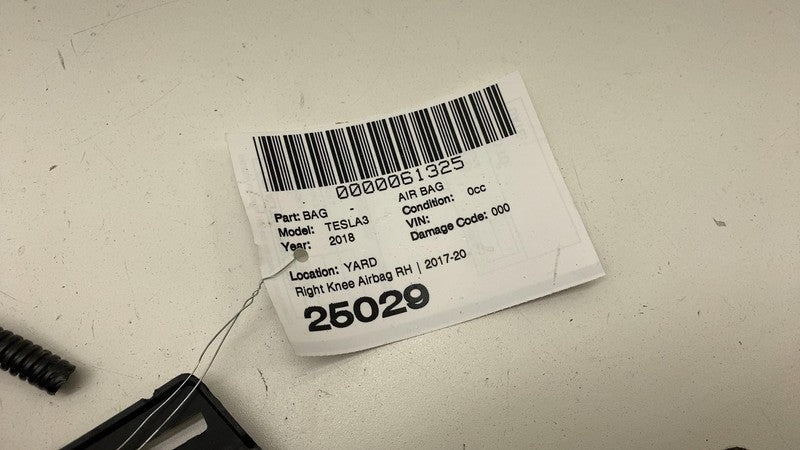 0000061325
Part: BAG - AIR BAG
Model: TESLA3 Condition: 0cc
Year: 2018 VIN:
Damage Code: 000
Location: YARD
Right Knee Airbag RH | 2017-20
25029